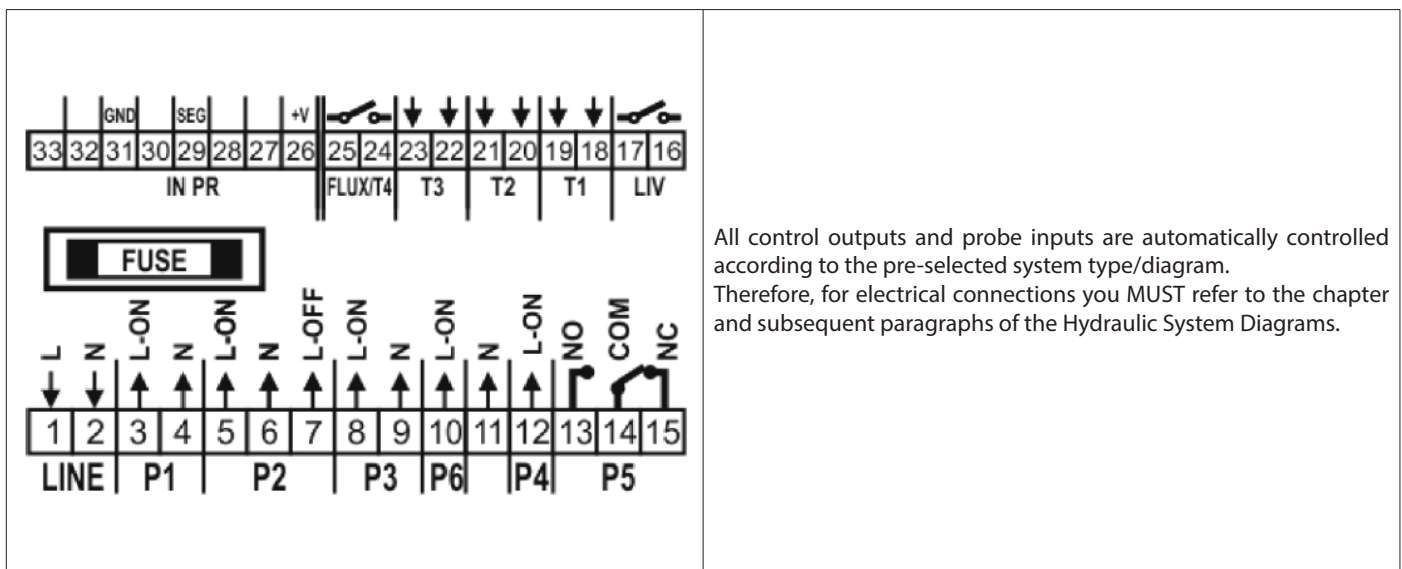 GND SEG +V
33 32 31 30 29 28 27 26 25 24 23 22 21 20 19 18 17 16
IN PR FLUX/T4 T3 T2 T1 LIV
FUSE
L N L-ON N L-ON N L-OFF L-ON N L-ON N L-ON NO COM NC
1 2 3 4 5 6 7 8 9 10 11 12 13 14 15
LINE P1 P2 P3 P6 P4 P5
All control outputs and probe inputs are automatically controlled
according to the pre-selected system type/diagram.
Therefore, for electrical connections you MUST refer to the chapter
and subsequent paragraphs of the Hydraulic System Diagrams.